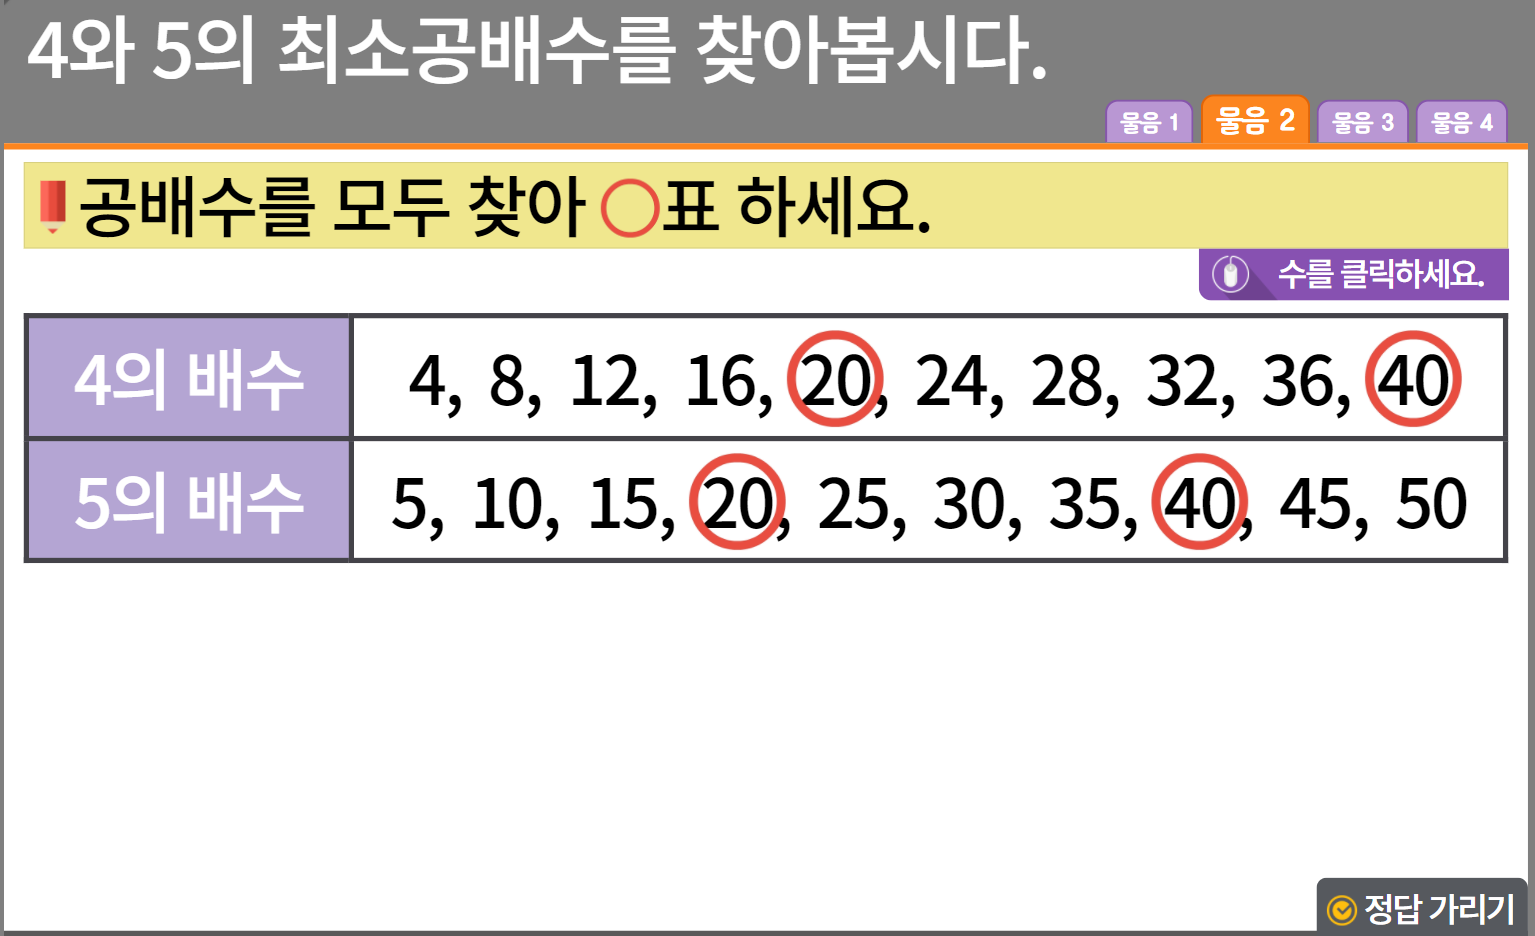 4와 5의 최소공배수를 찾아봅시다.
물음 1 물음 2 물음 3 물음 4
공배수를 모두 찾아 ○표 하세요.
수를 클릭하세요.
4의 배수 4, 8, 12, 16, 20, 24, 28, 32, 36, 40
5의 배수 5, 10, 15, 20, 25, 30, 35, 40, 45, 50
정답 가리기